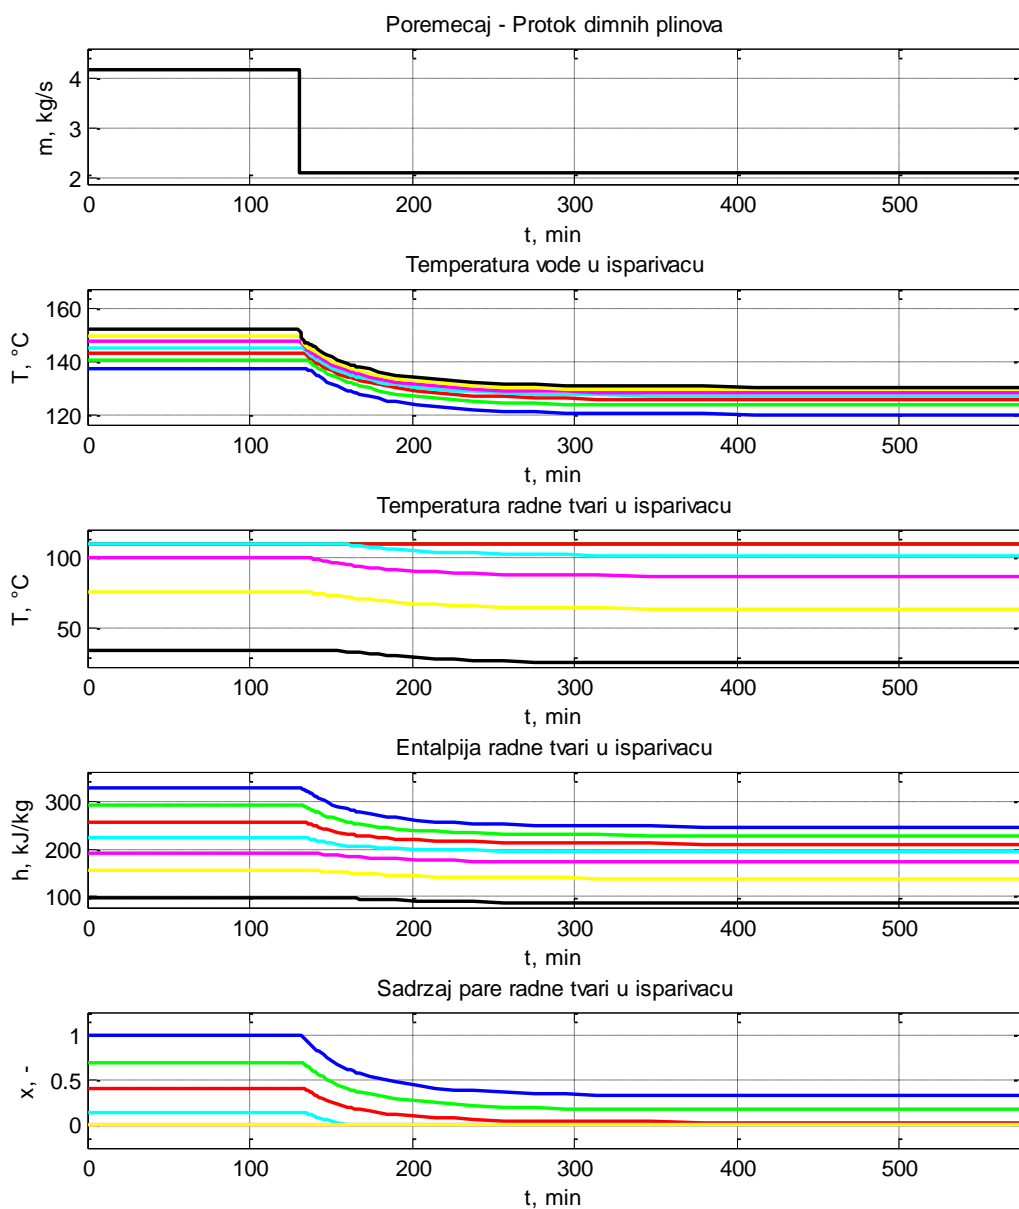 Poremecaj - Protok dimnih plinova
m, kg/s
4
3
2
0 100 200 300 400 500
t, min
Temperatura vode u isparivacu
T, °C
160
140
120
0 100 200 300 400 500
t, min
Temperatura radne tvari u isparivacu
T, °C
100
50
0 100 200 300 400 500
t, min
Entalpija radne tvari u isparivacu
h, kJ/kg
300
200
100
0 100 200 300 400 500
t, min
Sadrzaj pare radne tvari u isparivacu
x, -
1
0.5
0
0 100 200 300 400 500
t, min